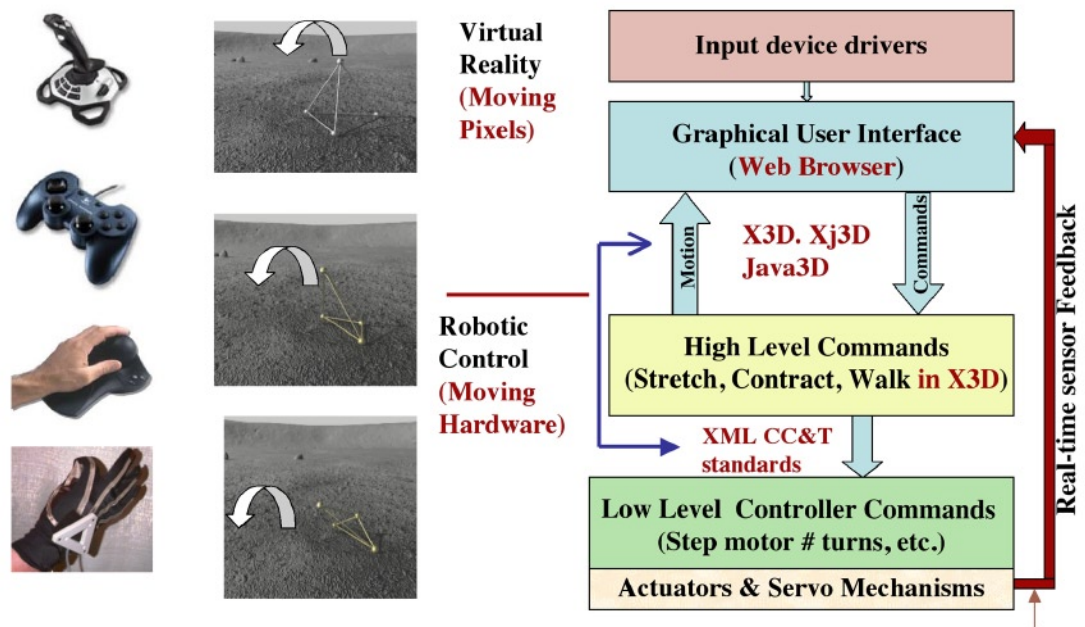 Virtual
Reality
(Moving
Pixels)
Robotic
Control
(Moving
Hardware)
Input device drivers
Graphical User Interface
(Web Browser)
Motion
X3D. Xj3D
Java3D
Commands
High Level Commands
(Stretch, Contract, Walk in X3D)
XML CC&T
standards
Low Level Controller Commands
(Step motor # turns, etc.)
Actuators & Servo Mechanisms
Real-time sensor Feedback